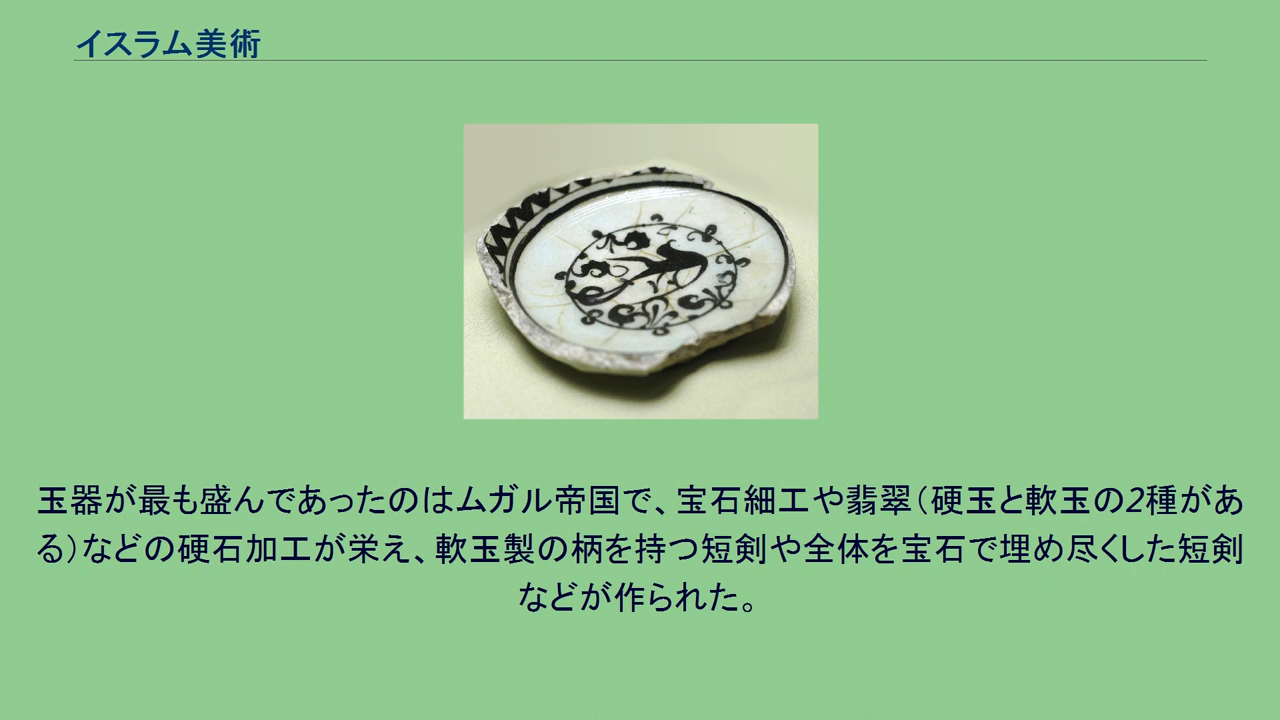 イスラム美術
玉器が最も盛んであったのはムガル帝国で、宝石細工や翡翠（硬玉と軟玉の2種があ
る）などの硬石加工が栄え、軟玉製の柄を持つ短剣や全体を宝石で埋め尽くした短剣
などが作られた。